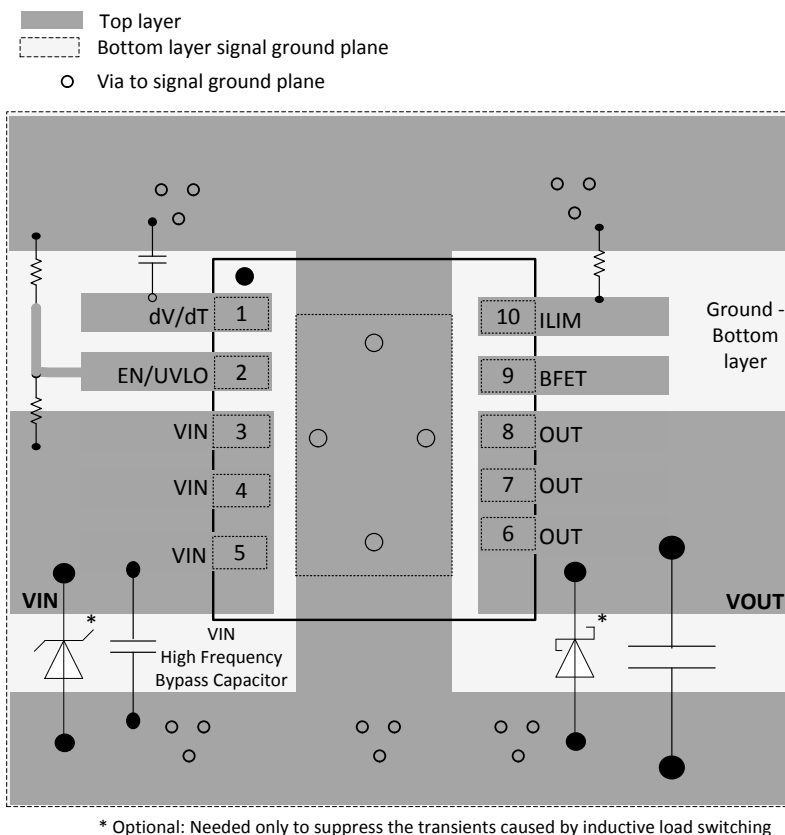 Top layer
Bottom layer signal ground plane
Via to signal ground plane
dV/dT 1
10 ILIM
Ground -
Bottom
layer
EN/UVLO 2
9 BFET
VIN 3
8 OUT
VIN 4
7 OUT
VIN 5
6 OUT
VIN
*
VIN
High Frequency
Bypass Capacitor
*
VOUT
* Optional: Needed only to suppress the transients caused by inductive load switching